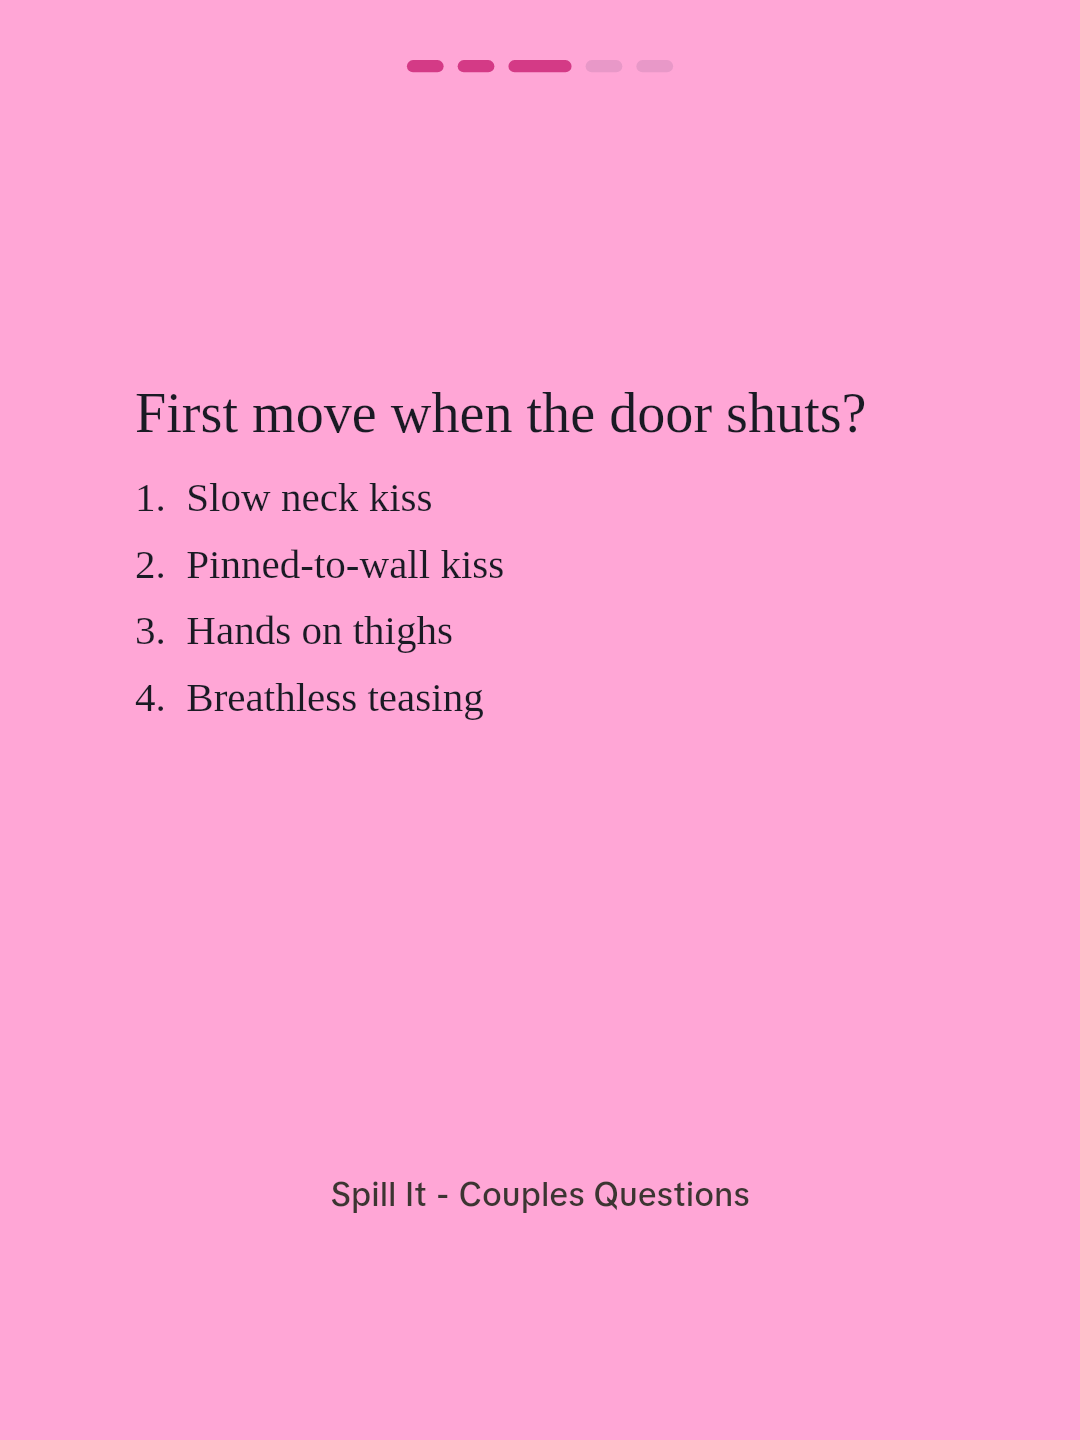 First move when the door shuts?
1. Slow neck kiss
2. Pinned-to-wall kiss
3. Hands on thighs
4. Breathless teasing
Spill It - Couples Questions